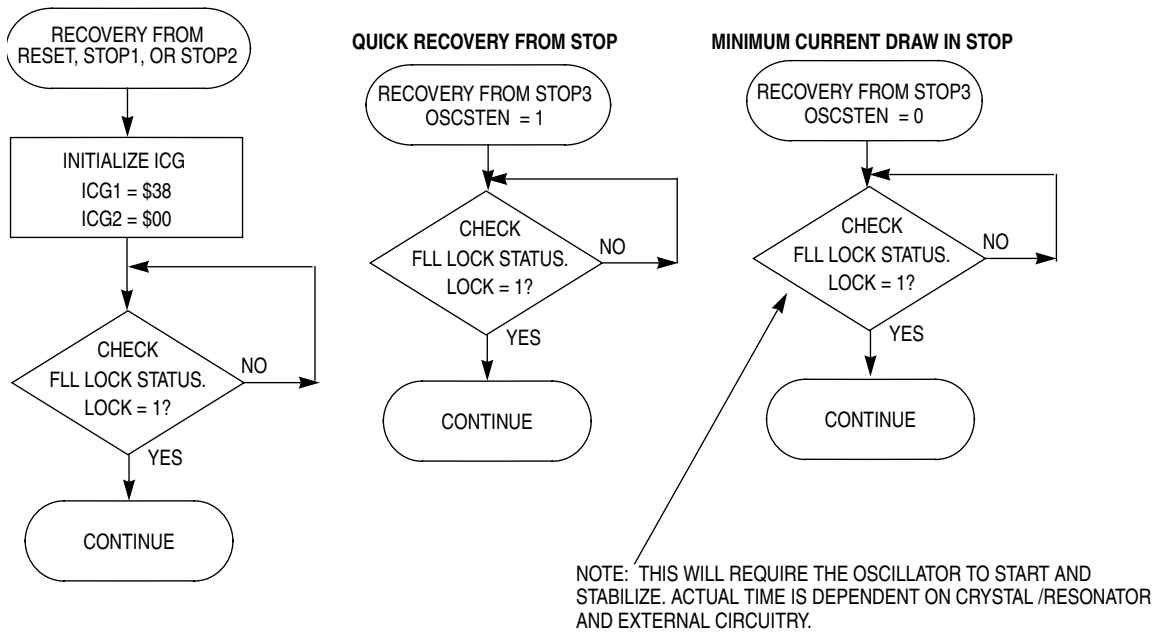 RECOVERY FROM
RESET, STOP1, OR STOP2
INITIALIZE ICG
ICG1 = $38
ICG2 = $00
CHECK
FLL LOCK STATUS.
LOCK = 1?
NO
YES
CONTINUE
QUICK RECOVERY FROM STOP
RECOVERY FROM STOP3
OSCSTEN = 1
CHECK
FLL LOCK STATUS.
LOCK = 1?
NO
YES
CONTINUE
MINIMUM CURRENT DRAW IN STOP
RECOVERY FROM STOP3
OSCSTEN = 0
CHECK
FLL LOCK STATUS.
LOCK = 1?
NO
YES
CONTINUE
NOTE: THIS WILL REQUIRE THE OSCILLATOR TO START AND
STABILIZE. ACTUAL TIME IS DEPENDENT ON CRYSTAL /RESONATOR
AND EXTERNAL CIRCUITRY.